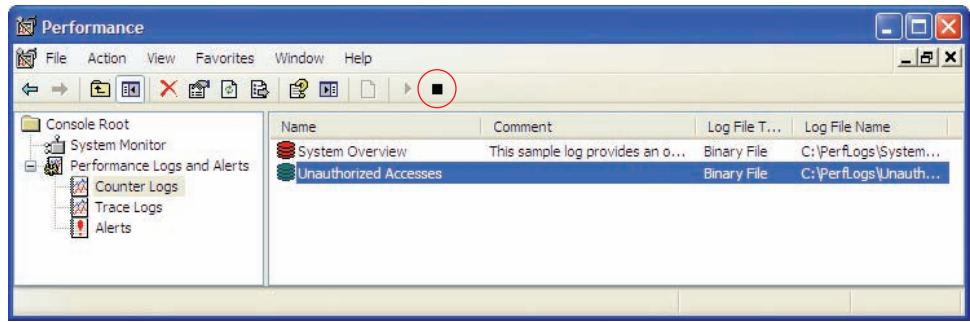 Performance
File Action View Favorites Window Help
Console Root
System Monitor
Performance Logs and Alerts
Counter Logs
Trace Logs
Alerts
Name Comment Log File T... Log File Name
System Overview This sample log provides an o... Binary File C:\PerfLogs\System...
Unauthorized Accesses Binary File C:\PerfLogs\Unauth...